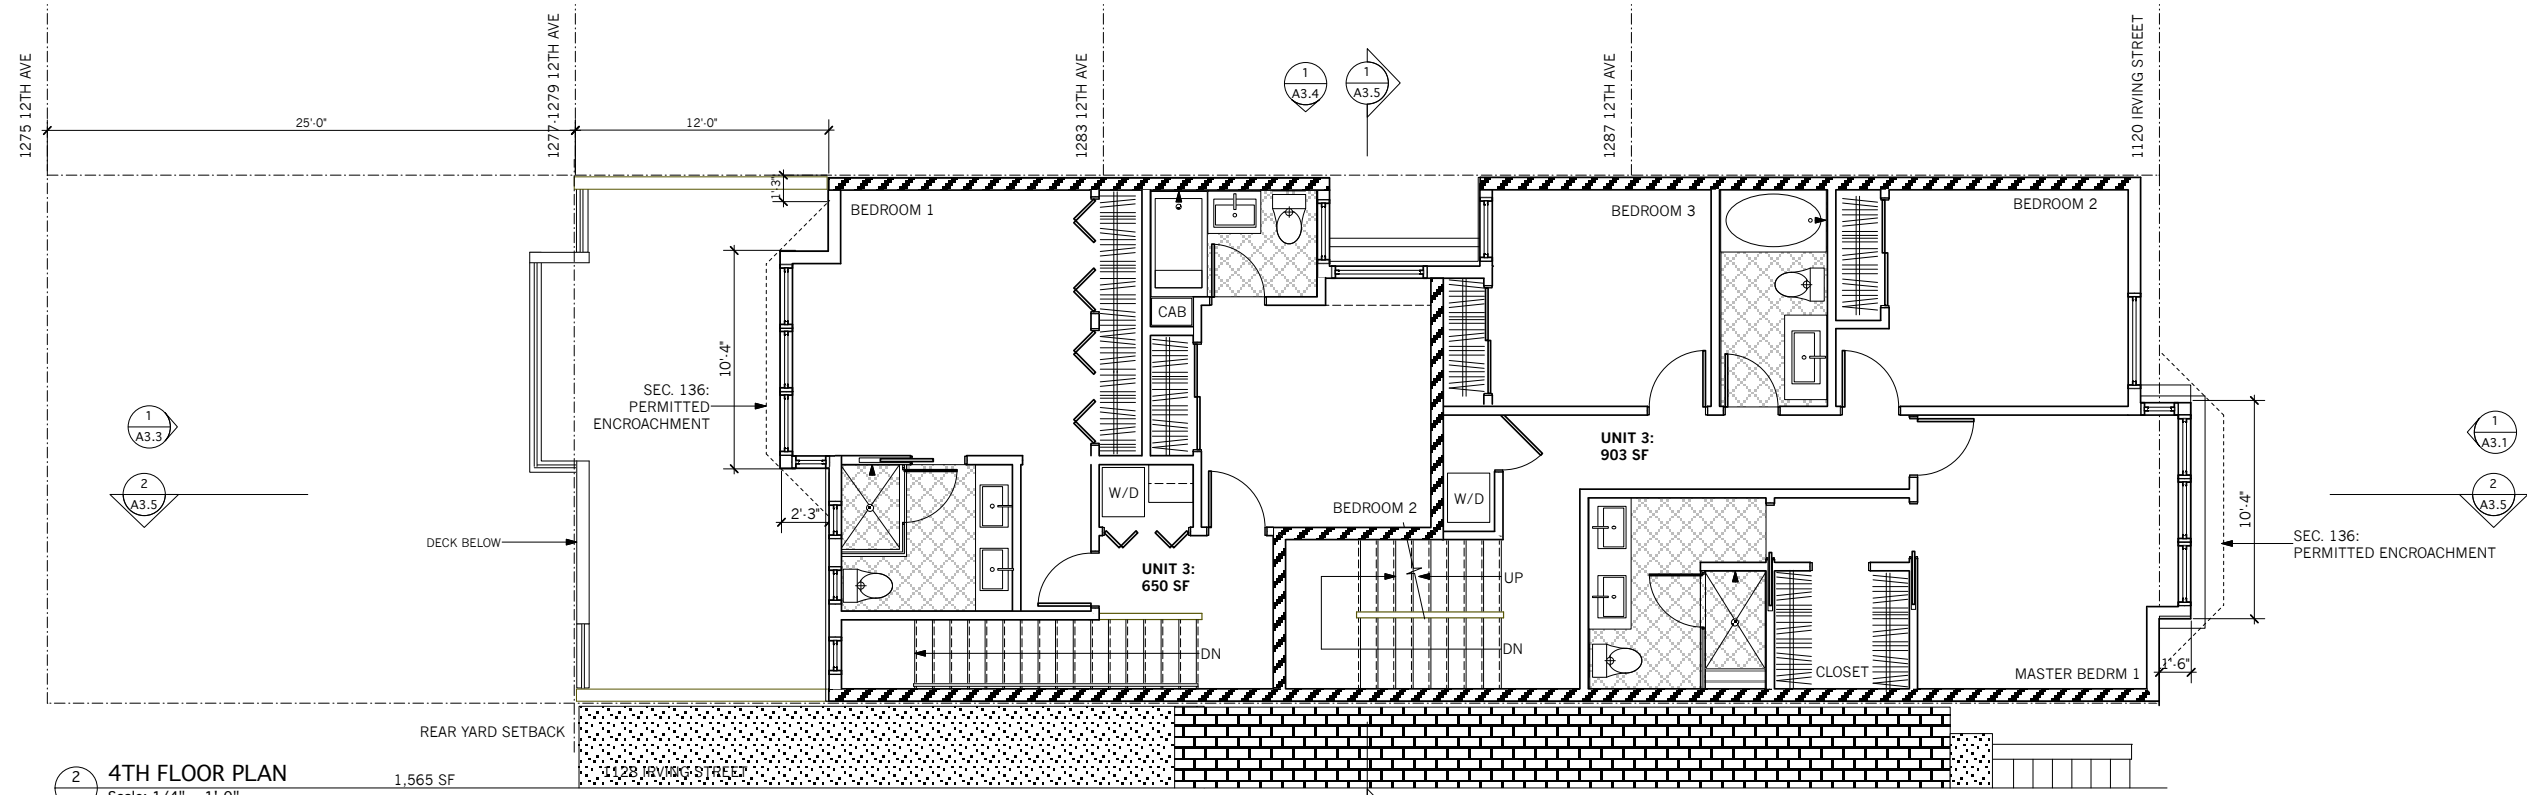 1275 12TH AVE
1277-1279 12TH AVE
1283 12TH AVE
1287 12TH AVE
1120 IRVING STREET
1
A3.4
1
A3.5
25'-0"
12'-0"
1'-3"
BEDROOM 1
BEDROOM 3
BEDROOM 2
CAB
10'-4"
SEC. 136:
PERMITTED
ENCROACHMENT
1
A3.3
2
A3.5
UNIT 3:
903 SF
1
A3.1
2
A3.5
W/D
W/D
BEDROOM 2
2'-3"
10'-4"
DECK BELOW
SEC. 136:
PERMITTED ENCROACHMENT
UNIT 3:
650 SF
UP
DN
DN
CLOSET
MASTER BEDRM 1
1'-6"
REAR YARD SETBACK
2
4TH FLOOR PLAN
1,565 SF
1128 IRVING STREET
Scale: 1/4" = 1'-0"